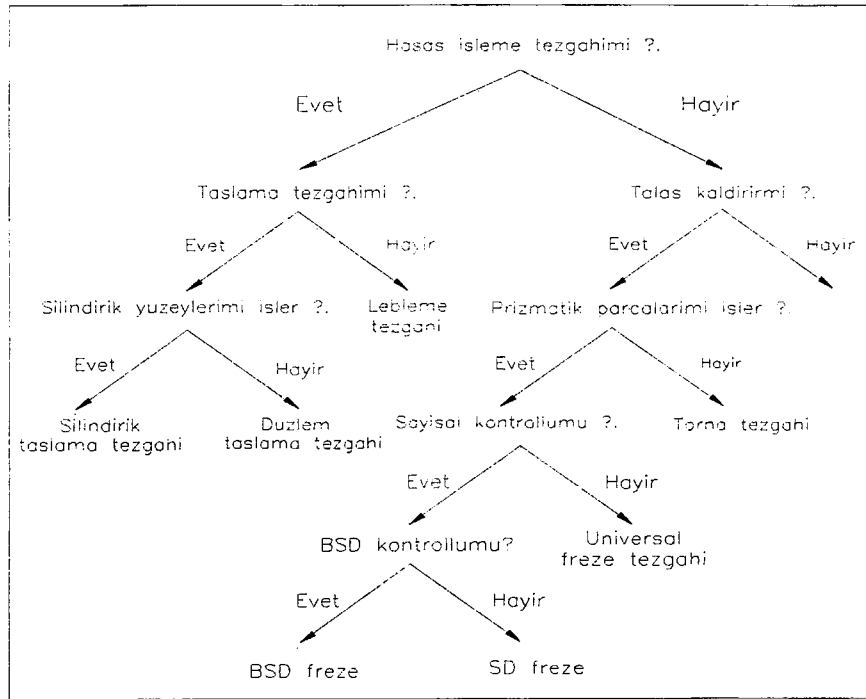 Hasas isleme tezgahimi ?.
Evet Hayir
Taslama tezgahimi ?. Talas kaldirirmi ?.
Evet Hayir Evet Hayir
Silindirik yuzeylerimi isler ?. Lebleme tezgani Prizmatik parcalarimi isler ?.
Evet Hayir Evet Hayir
Silindirik taslama tezgahi Duzlem taslama tezgahi Sayisal kontrollumu ?. Torna tezgahi
Evet Hayir
BSD kontrollumu? Universal freze tezgahi
Evet Hayir
BSD freze SD freze